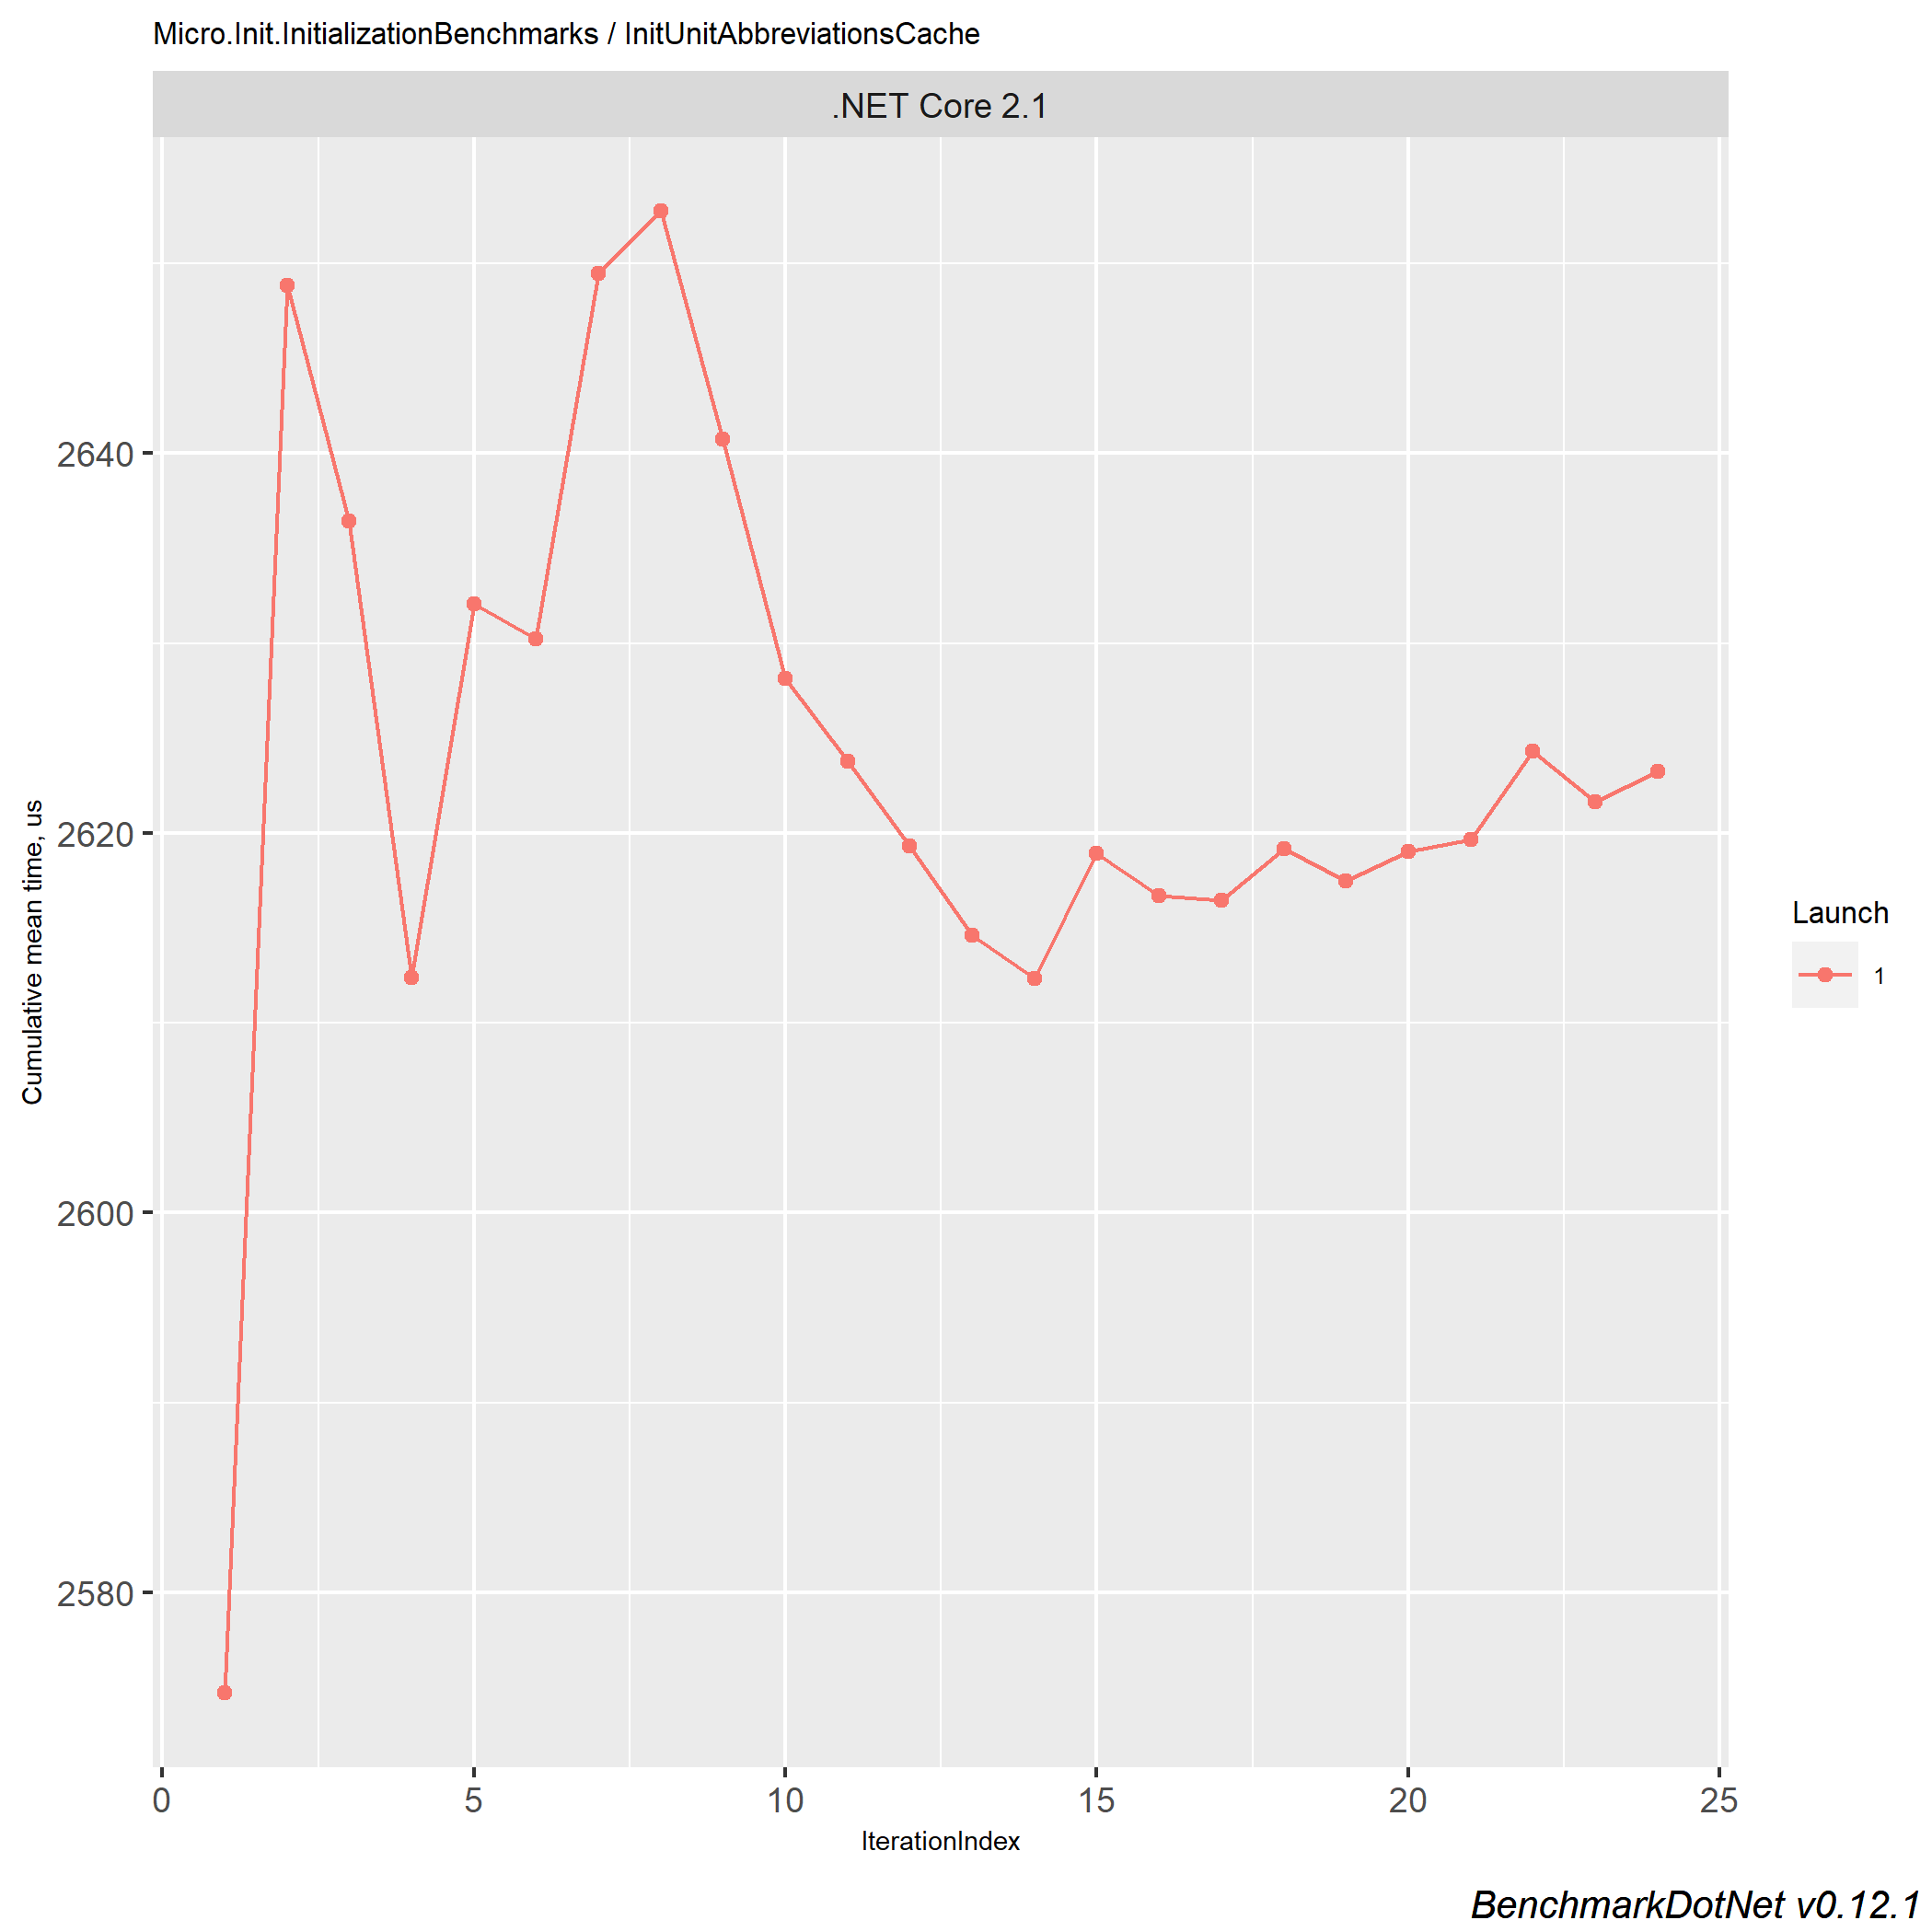 Micro.Init.InitializationBenchmarks / InitUnitAbbreviationsCache
.NET Core 2.1
Cumulative mean time, us
2640
2620
2600
2580
0
5
10
15
20
25
IterationIndex
Launch
1
BenchmarkDotNet v0.12.1